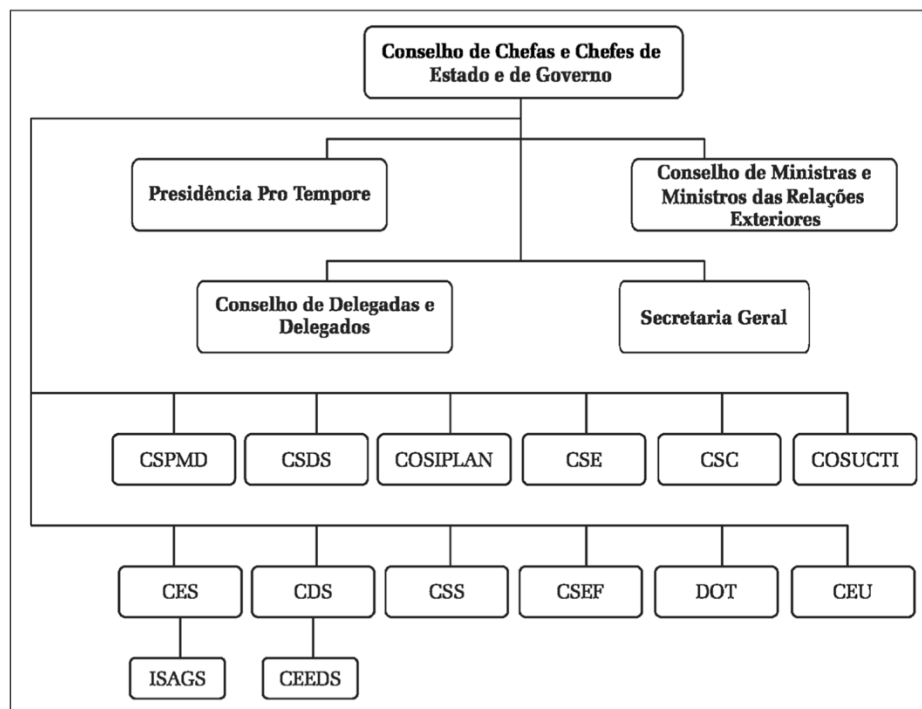 Conselho de Chefas e Chefes de
Estado e de Governo
Presidência Pro Tempore
Conselho de Ministras e
Ministros das Relações
Exteriores
Conselho de Delegadas e
Delegados
Secretaria Geral
CSPMD
CSDS
COSIPLAN
CSE
CSC
COSUCTI
CES
CDS
CSS
CSEF
DOT
CEU
ISAGS
CEEDS